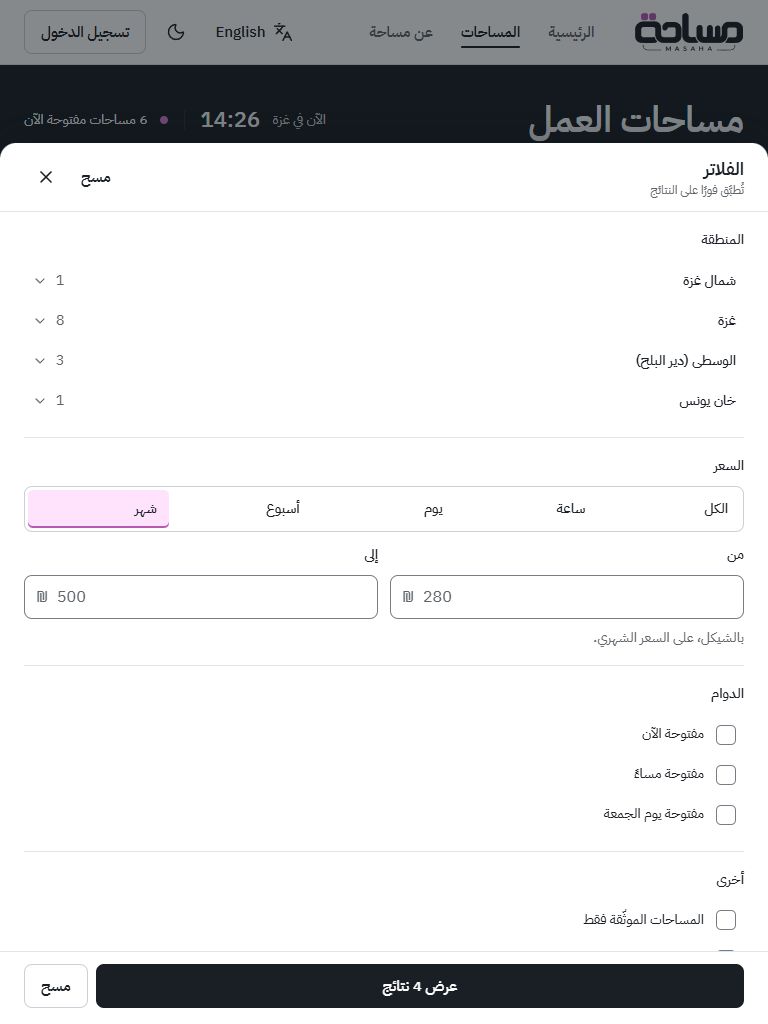 مساحة
MASAHA
الرئيسية
المساحات
عن مساحة
English
تسجيل الدخول
مساحات العمل
الآن في غزة 14:26
6 مساحات مفتوحة الآن
الفلاتر
مسح
تُطبَّق فورًا على النتائج
المنطقة
شمال غزة 1
غزة 8
الوسطى (دير البلح) 3
خان يونس 1
السعر
الكل
ساعة
يوم
أسبوع
شهر
من
إلى
280 ₪
500 ₪
بالشيكل، على السعر الشهري.
الدوام
مفتوحة الآن
مفتوحة مساءً
مفتوحة يوم الجمعة
أخرى
المساحات الموثّقة فقط
عرض 4 نتائج
مسح